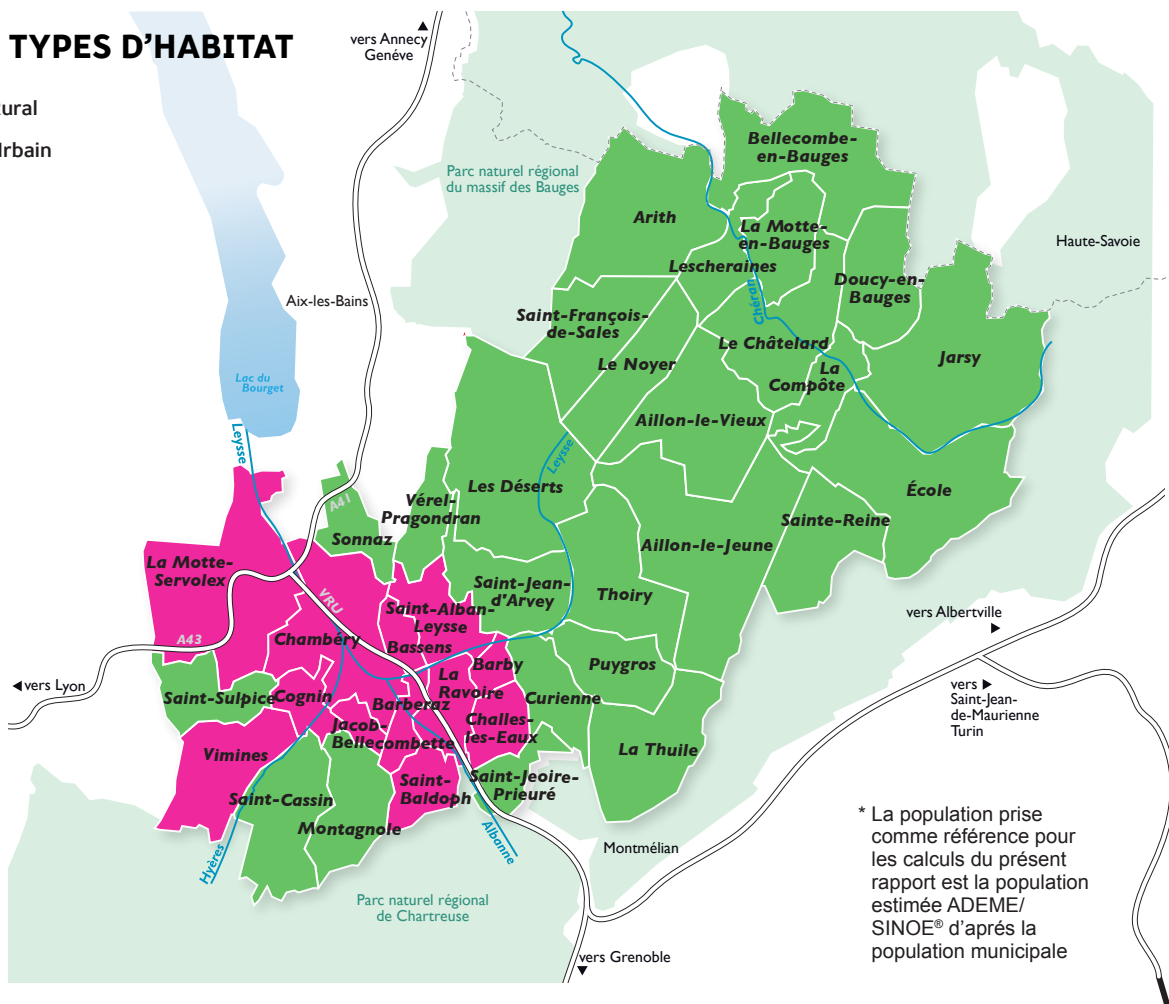 TYPES D'HABITAT
ural
Urbain
vers Annecy
Genéve
Parc naturel régional
du massif des Bauges
Bellecombe-
en-Bauges
Arith
La Motte-
en-Bauges
Haute-Savoie
Lescheraines
Doucy-en-
Bauges
Chéran
Aix-les-Bains
Saint-François-
de-Sales
Le Châtelard
Jarsy
Le Noyer
La
Compôte
Lac du
Bourget
Aillon-le-Vieux
Leysse
Leysse
Les Déserts
École
Vérel-
Pragondran
A41
Sonnaz
Sainte-Reine
Aillon-le-Jeune
La Motte-
Servolex
Saint-Jean-
d'Arvey
Thoiry
VRU
Saint-Alban-
Leysse
vers Albertville
A43
Chambéry
Bassens
Barby
Puygros
vers Lyon
La
Ravoire
Saint-Sulpice
Cognin
Curienne
vers
Saint-Jean-
de-Maurienne
Turin
Barberaz
Jacob-
Bellecombette
Challes-
les-Eaux
Vimines
La Thuile
Saint-
Baldoph
Saint-Jeoire-
Prieuré
Saint-Cassin
Montagnole
Albanne
Montmélian
Hyères
Parc naturel régional
de Chartreuse
* La population prise
comme référence pour
les calculs du présent
rapport est la population
estimée ADEME/
SINOE® d'aprés la
population municipale
vers Grenoble